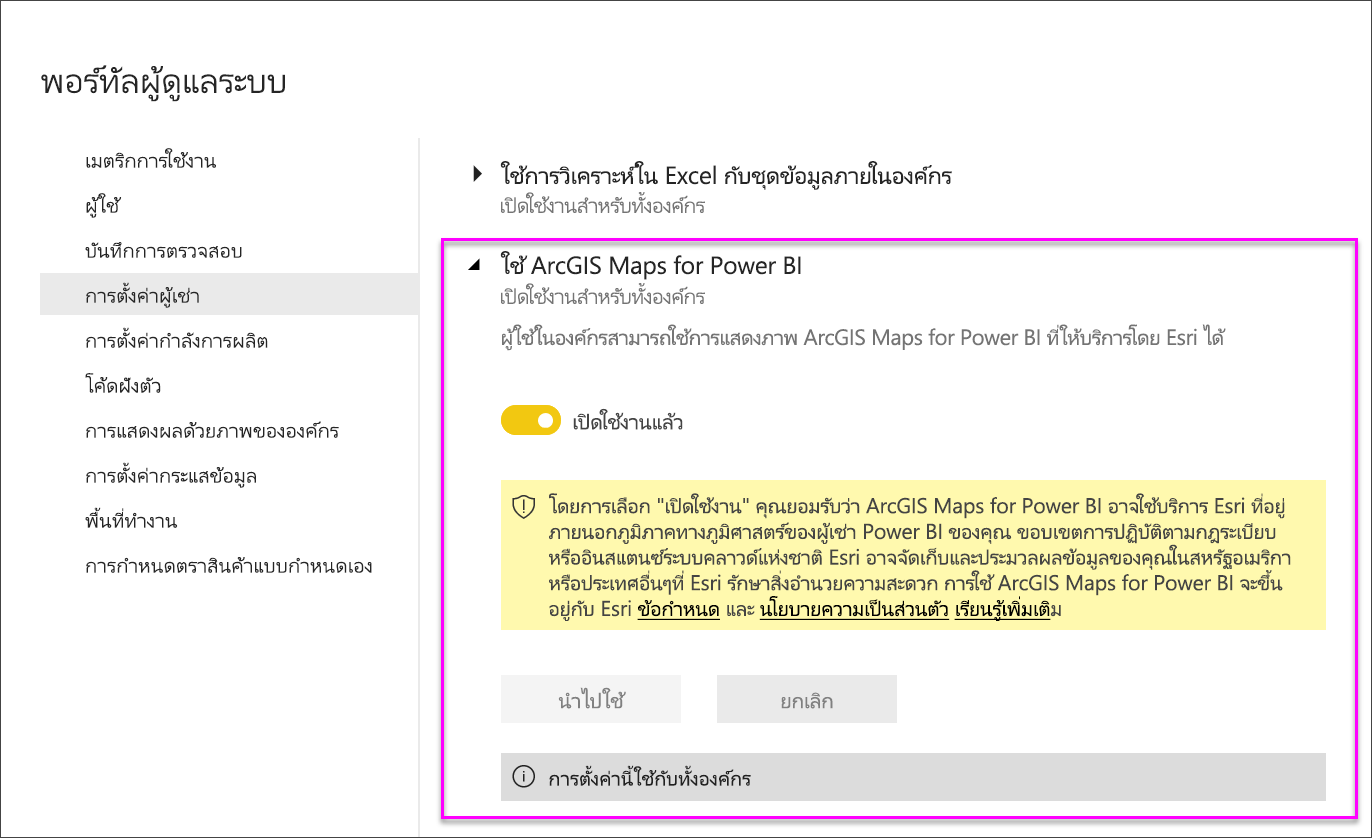 พอร์ทัลผู้ดูแลระบบ
เมตริกการใช้งาน
ผู้ใช้
บันทึกการตรวจสอบ
การตั้งค่าผู้เช่า
การตั้งค่ากำลังการผลิต
โค้ดฝังตัว
การแสดงผลด้วยภาพขององค์กร
การตั้งค่ากระแสข้อมูล
พื้นที่ทำงาน
การกำหนดตราสินค้าแบบกำหนดเอง
ใช้การวิเคราะห์ใน Excel กับชุดข้อมูลภายในองค์กร
เปิดใช้งานสำหรับทั้งองค์กร
ใช้ ArcGIS Maps for Power BI
เปิดใช้งานสำหรับทั้งองค์กร
ผู้ใช้ในองค์กรสามารถใช้การแสดงภาพ ArcGIS Maps for Power BI ที่ให้บริการโดย Esri ได้
เปิดใช้งานแล้ว
โดยการเลือก "เปิดใช้งาน" คุณยอมรับว่า ArcGIS Maps for Power BI อาจใช้บริการ Esri ที่อยู่
ภายนอกภูมิภาคทางภูมิศาสตร์ของผู้เช่า Power BI ของคุณ ขอบเขตการปฏิบัติตามกฎระเบียบ
หรืออินสแตนซ์ระบบคลาวด์แห่งชาติ Esri อาจจัดเก็บและประมวลผลข้อมูลของคุณในสหรัฐอเมริกา
หรือประเทศอื่นๆที่ Esri รักษาสิ่งอำนวยความสะดวก การใช้ ArcGIS Maps for Power BI จะขึ้น
อยู่กับ Esri ข้อกำหนด และ นโยบายความเป็นส่วนตัว เรียนรู้เพิ่มเติม
นำไปใช้
ยกเลิก
การตั้งค่านี้ใช้กับทั้งองค์กร